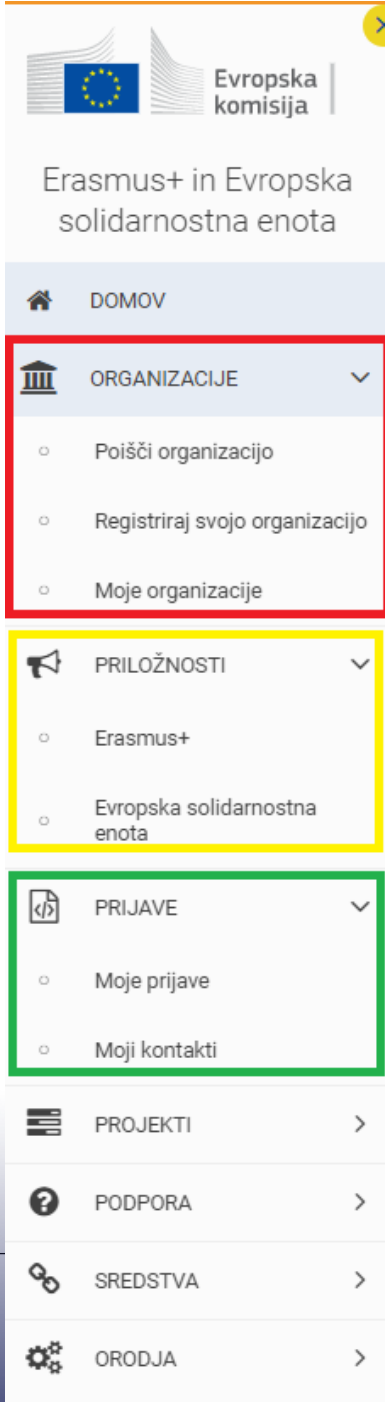 Evropska
komisija
Erasmus+ in Evropska
solidarnostna enota
DOMOV
ORGANIZACIJE
Poišči organizacijo
Registriraj svojo organizacijo
Moje organizacije
PRILOŽNOSTI
Erasmus+
Evropska solidarnostna
enota
PRIJAVE
Moje prijave
Moji kontakti
PROJEKTI
PODPORA
SREDSTVA
ORODJA